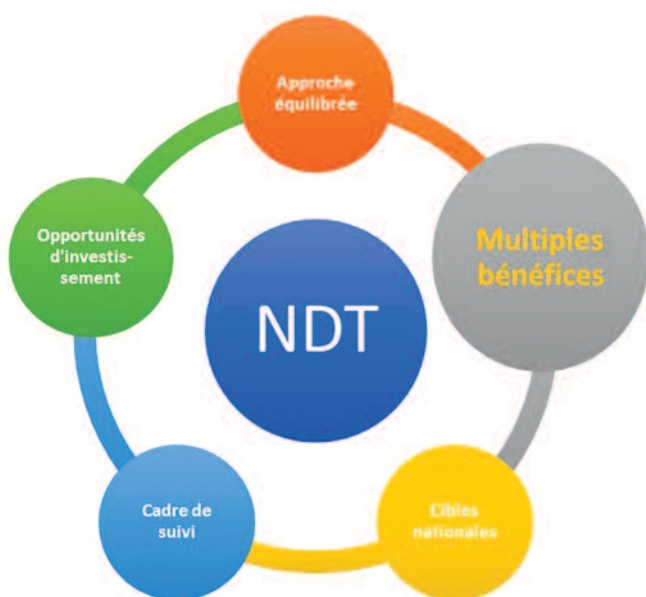 Approche
équilibrée
Multiples
bénéfices
Cibles
nationales
Cadre de
suivi
Opportunités
d'investis-
sement
NDT